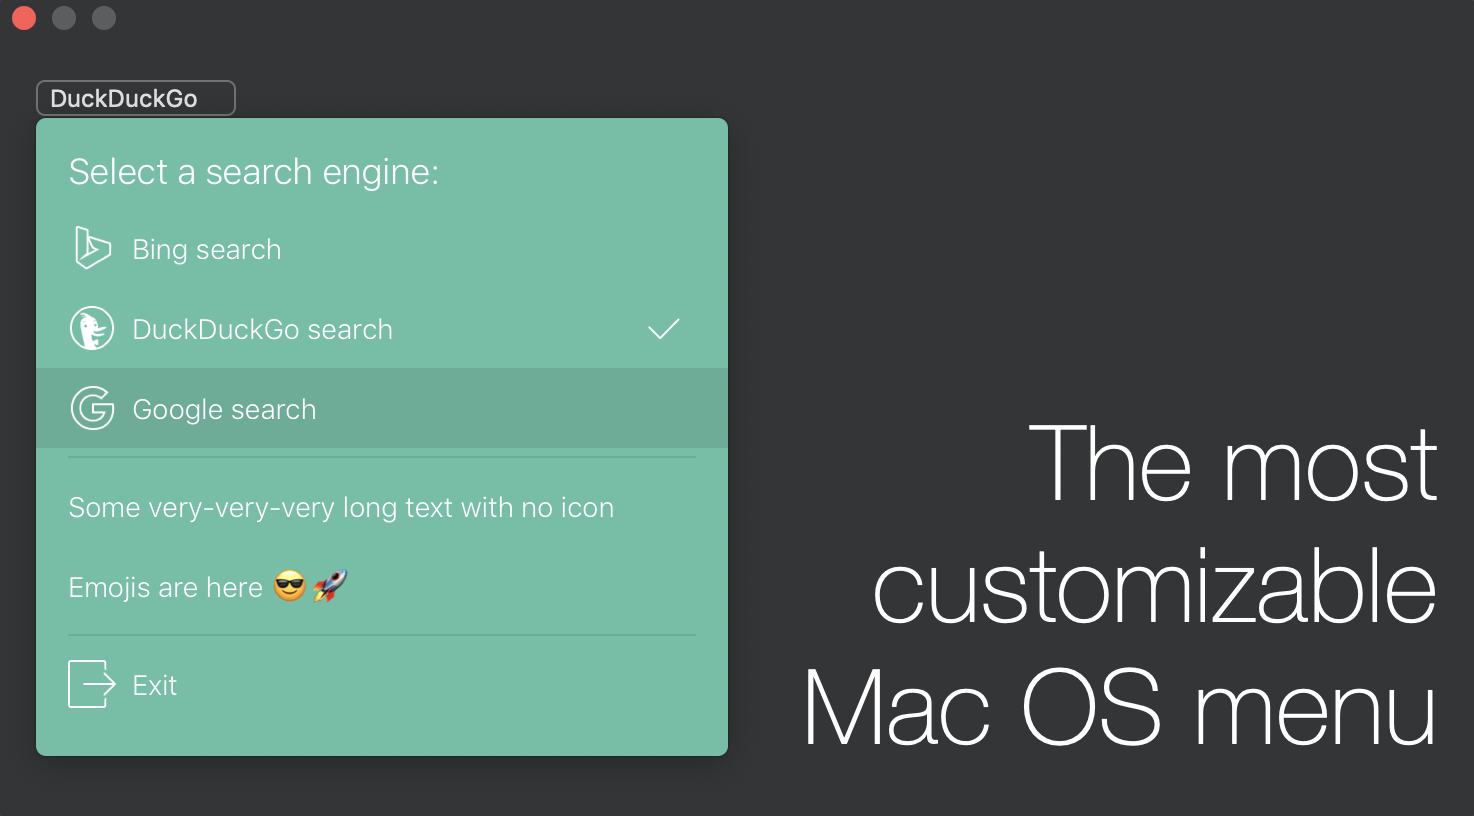 DuckDuckGo
Select a search engine:
Bing search
DuckDuckGo search
Google search
Some very-very-very long text with no icon
Emojis are here 😎🚀
Exit
The most
customizable
Mac OS menu